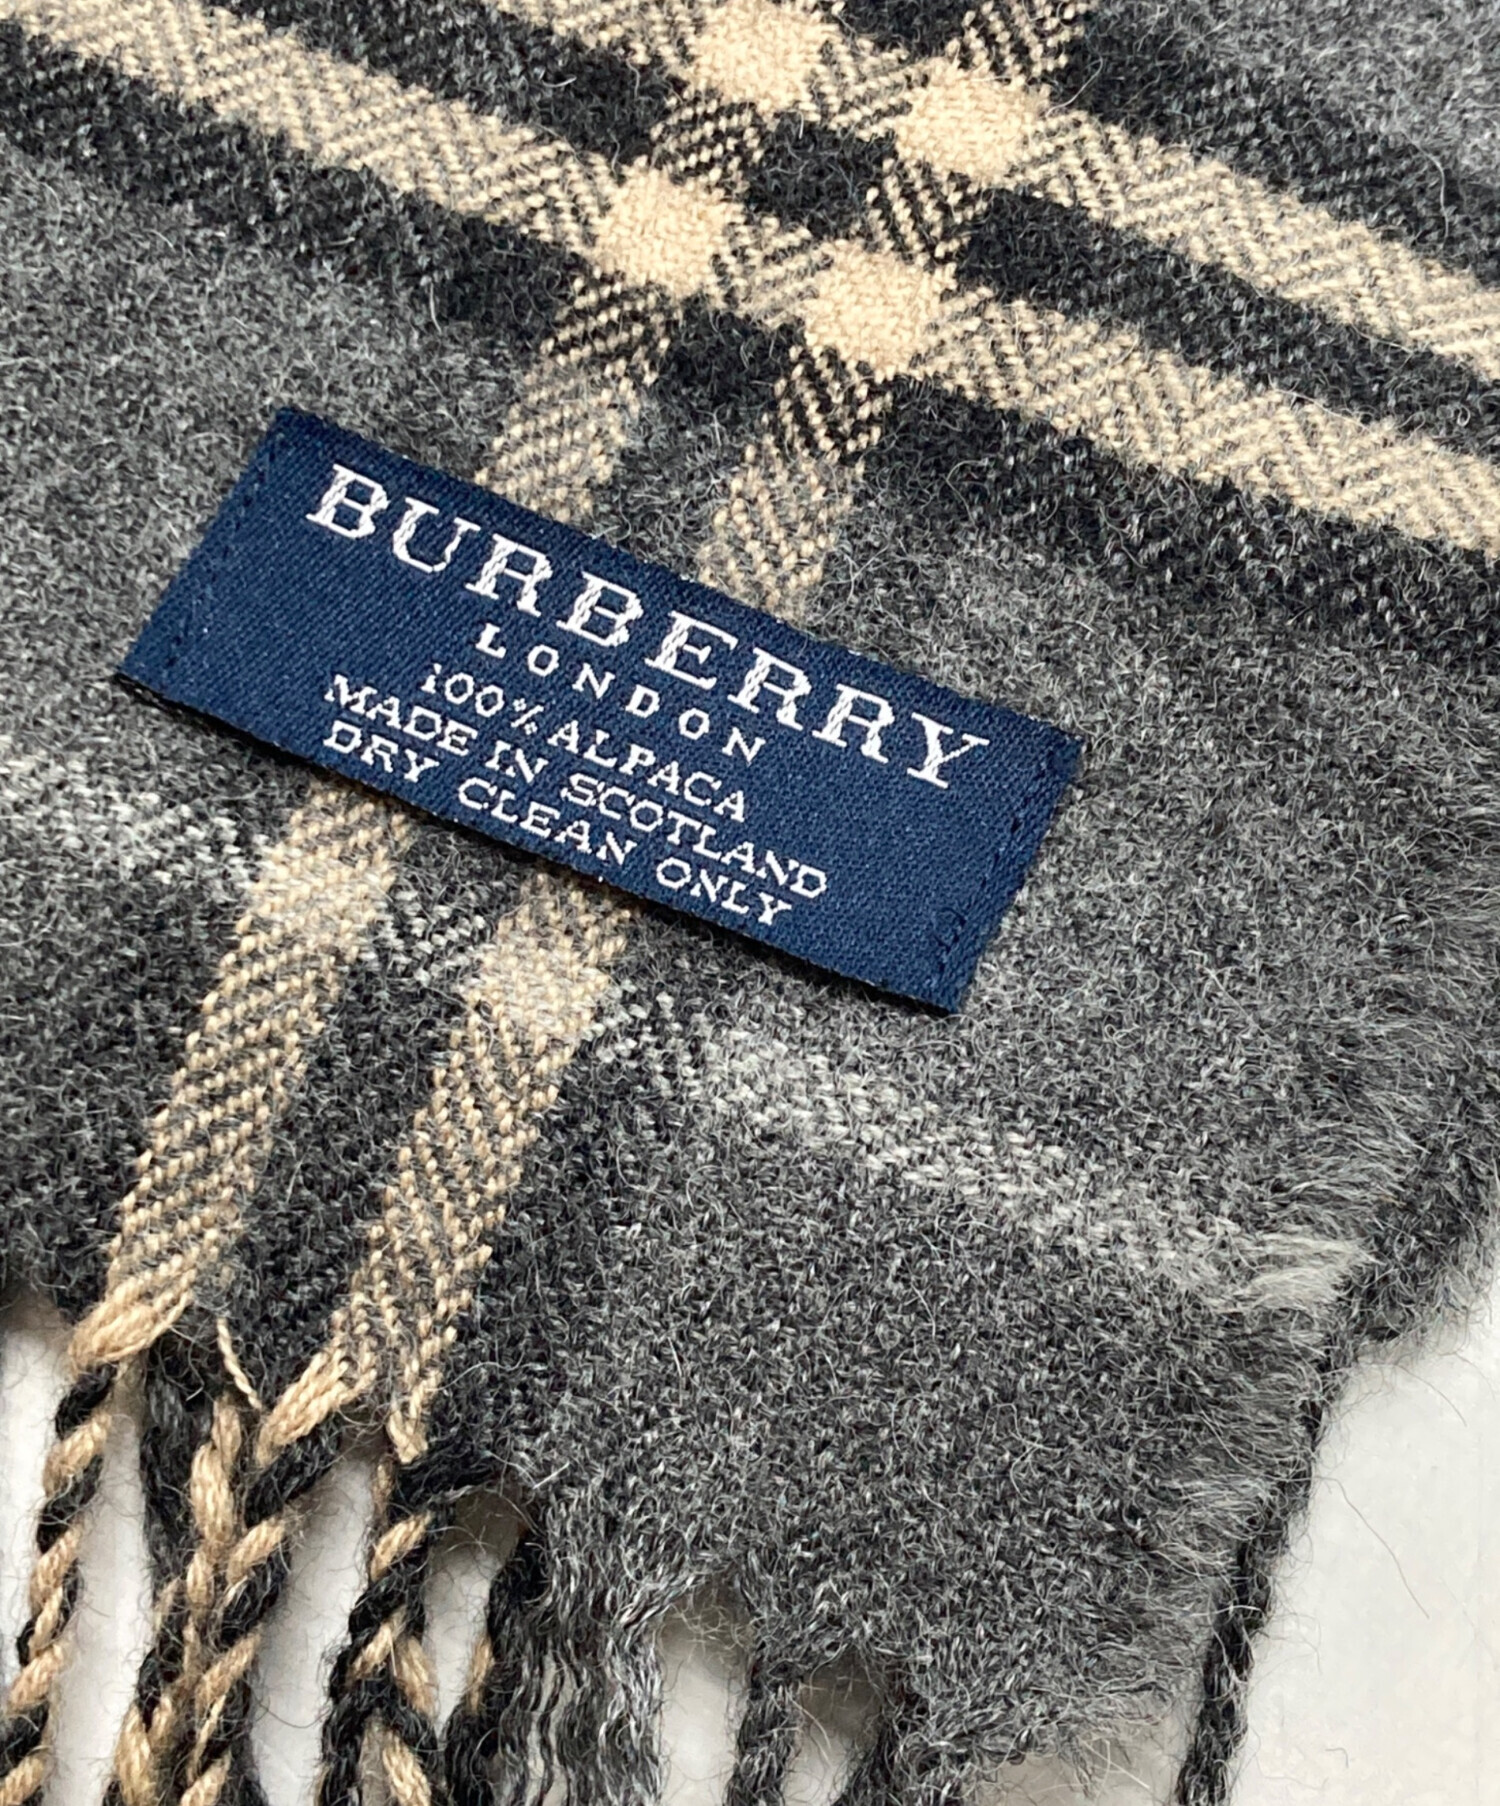 BURBERRY
LONDON
100% ALPACA
MADE IN SCOTLAND
DRY CLEAN ONLY